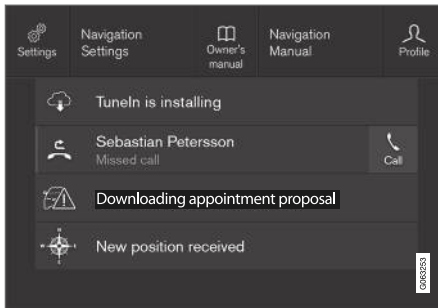 Settings
Navigation
Settings
Owner's
manual
Navigation
Manual
Profile
TuneIn is installing
Sebastian Petersson
Missed call
Call
Downloading appointment proposal
New position received
G063253